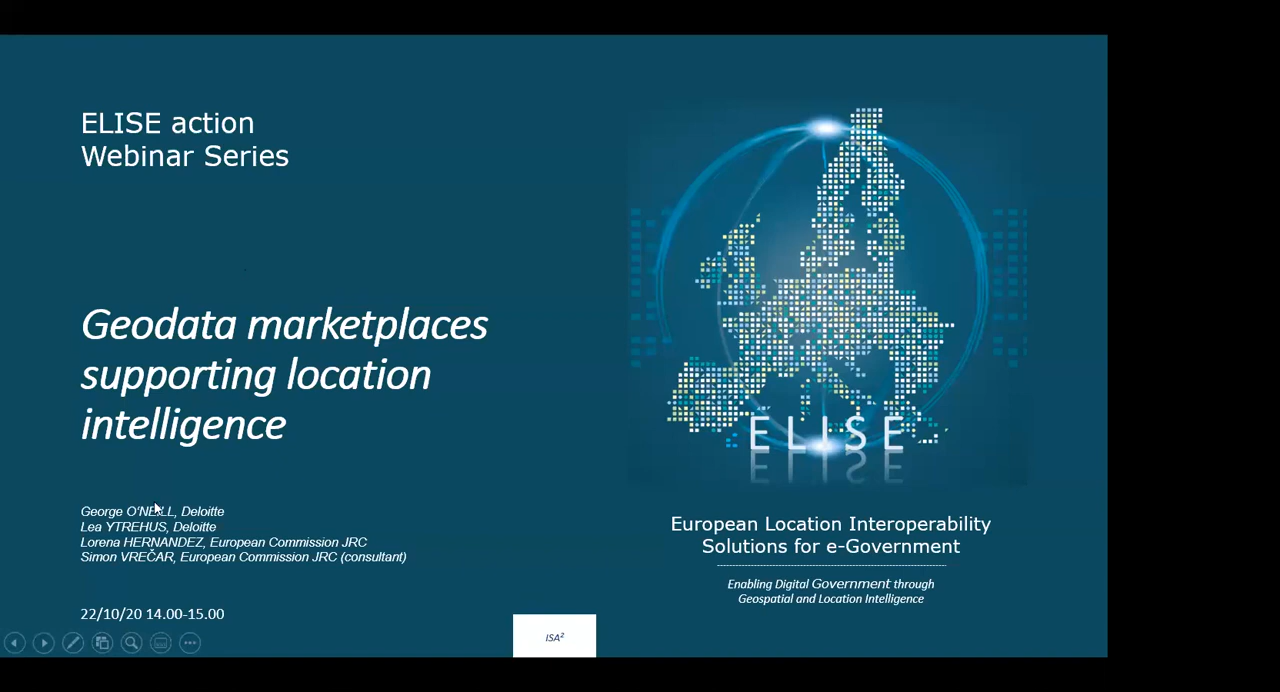 ELISE action
Webinar Series
Geodata marketplaces
supporting location
intelligence
George O'NEILL, Deloitte
Lea YTREHUS, Deloitte
Lorena HERNANDEZ, European Commission JRC
Simon VREČAR, European Commission JRC (consultant)
22/10/20 14.00-15.00
ELISE
European Location Interoperability
Solutions for e-Government
Enabling Digital Government through
Geospatial and Location Intelligence
ISA²